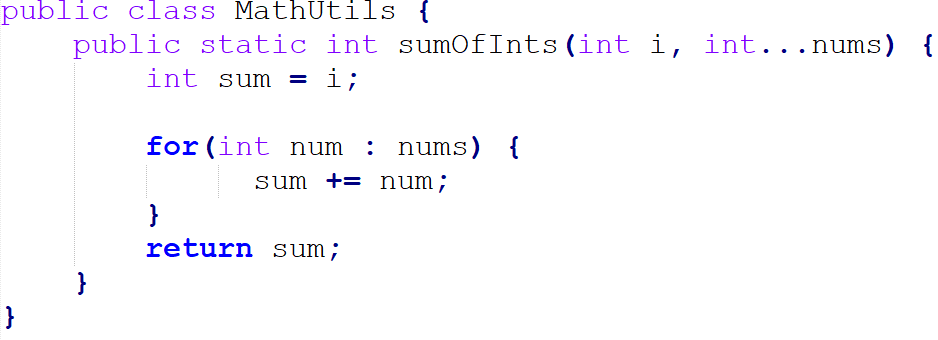 public class MathUtils {
    public static int sumOfInts(int i, int...nums) {
        int sum = i;

        for(int num : nums) {
              sum += num;
        }
        return sum;
    }
}